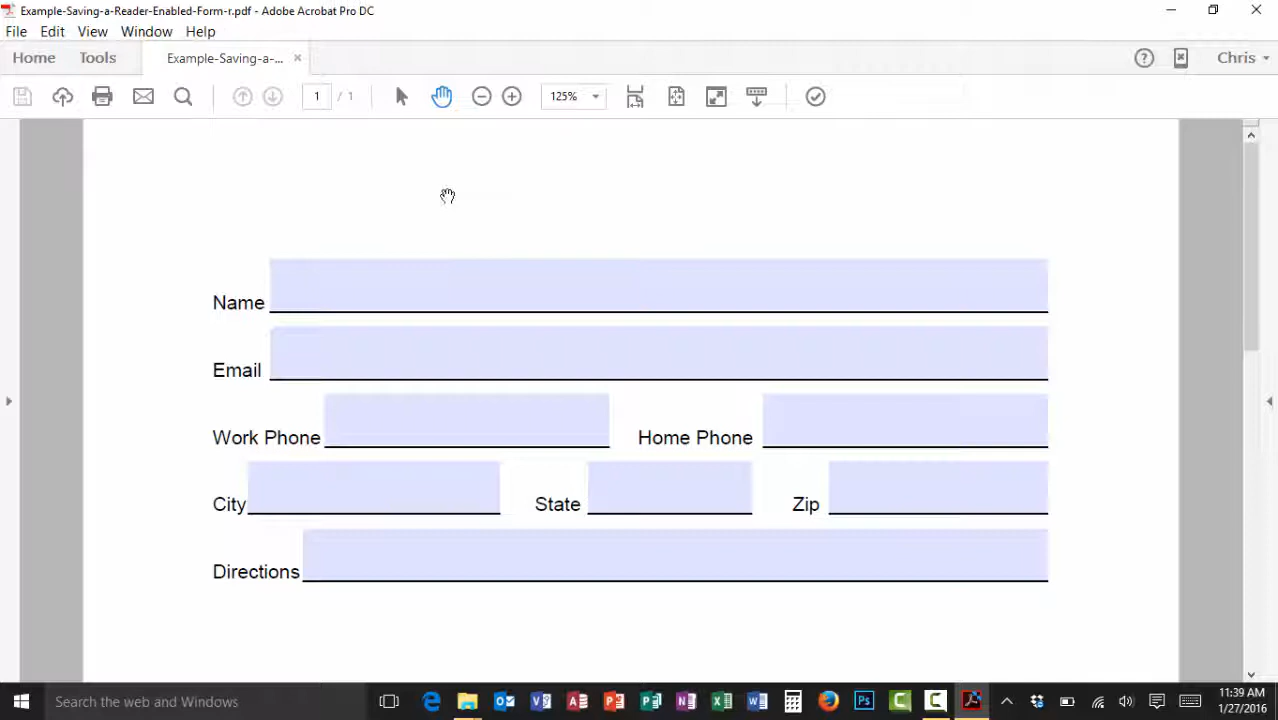 Example-Saving-a-Reader-Enabled-Form-r.pdf - Adobe Acrobat Pro DC
File Edit View Window Help
Home Tools Example-Saving-a-... × Chris
1 / 1 125%
Name
Email
Work Phone Home Phone
City State Zip
Directions
Search the web and Windows
11:39 AM
1/27/2016